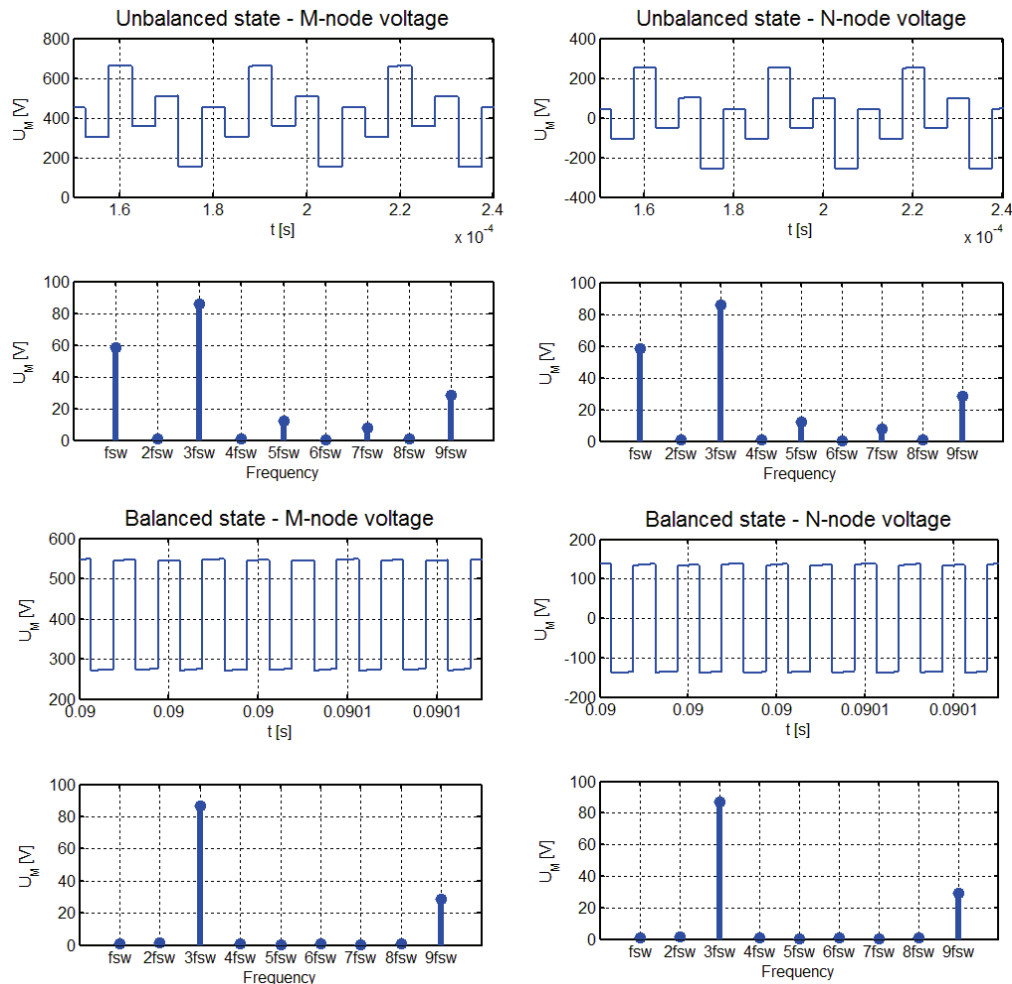 Unbalanced state - M-node voltage
800
600
400
200
0
U_M [V]
1.6
1.8
2
2.2
2.4
t [s]
x 10^-4
Unbalanced state - N-node voltage
400
200
0
-200
-400
U_M [V]
1.6
1.8
2
2.2
2.4
t [s]
x 10^-4
100
80
60
40
20
0
U_M [V]
fsw 2fsw 3fsw 4fsw 5fsw 6fsw 7fsw 8fsw 9fsw
Frequency
100
80
60
40
20
0
U_M [V]
fsw 2fsw 3fsw 4fsw 5fsw 6fsw 7fsw 8fsw 9fsw
Frequency
Balanced state - M-node voltage
600
500
400
300
200
U_M [V]
0.09
0.09
0.09
0.0901
0.0901
t [s]
Balanced state - N-node voltage
200
100
0
-100
-200
U_M [V]
0.09
0.09
0.09
0.0901
0.0901
t [s]
100
80
60
40
20
0
U_M [V]
fsw 2fsw 3fsw 4fsw 5fsw 6fsw 7fsw 8fsw 9fsw
Frequency
100
80
60
40
20
0
U_M [V]
fsw 2fsw 3fsw 4fsw 5fsw 6fsw 7fsw 8fsw 9fsw
Frequency